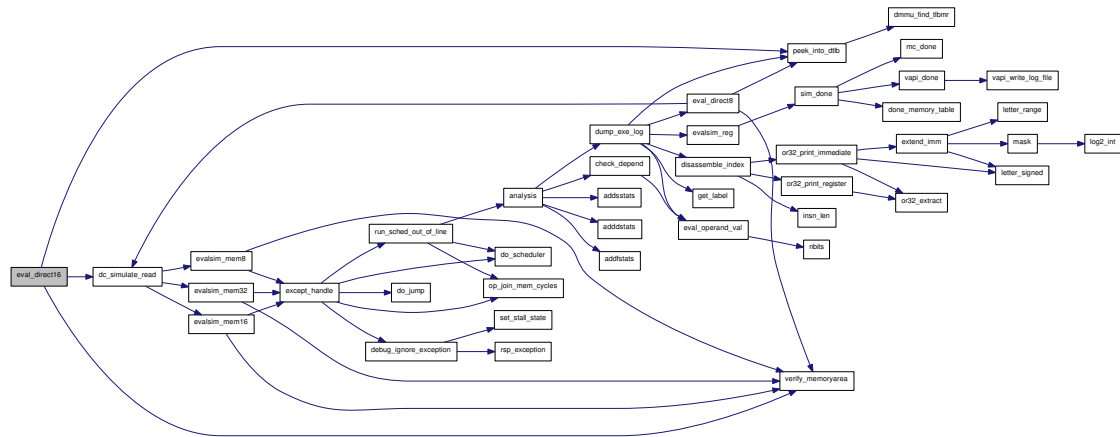 eval_direct16
dc_simulate_read
evalsim_mem8
evalsim_mem32
evalsim_mem16
except_handle
run_sched_out_of_line
do_jump
debug_ignore_exception
analysis
do_scheduler
op_join_mem_cycles
set_stall_state
rsp_exception
dump_exe_log
check_depend
addsstats
adddstats
addfstats
eval_direct8
evalsim_reg
disassemble_index
get_label
eval_operand_val
peek_into_dtlb
sim_done
or32_print_immediate
or32_print_register
insn_len
nbits
verify_memoryarea
dmmu_find_tlbmr
mc_done
vapi_done
done_memory_table
extend_imm
or32_extract
vapi_write_log_file
letter_range
mask
letter_signed
log2_int